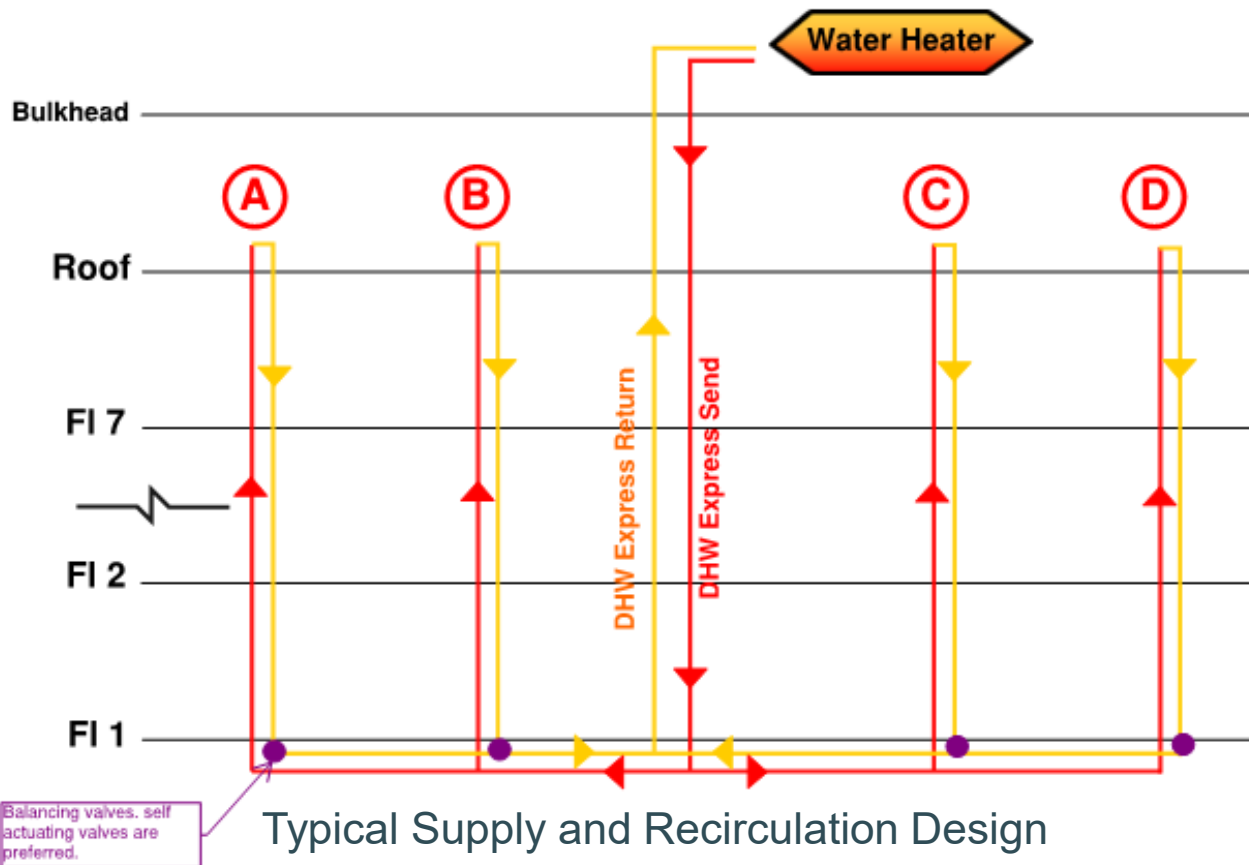 Water Heater
Bulkhead
A
B
C
D
Roof
Fl 7
DHW Express Return
DHW Express Send
Fl 2
Fl 1
Balancing valves. self
actuating valves are
preferred.
Typical Supply and Recirculation Design